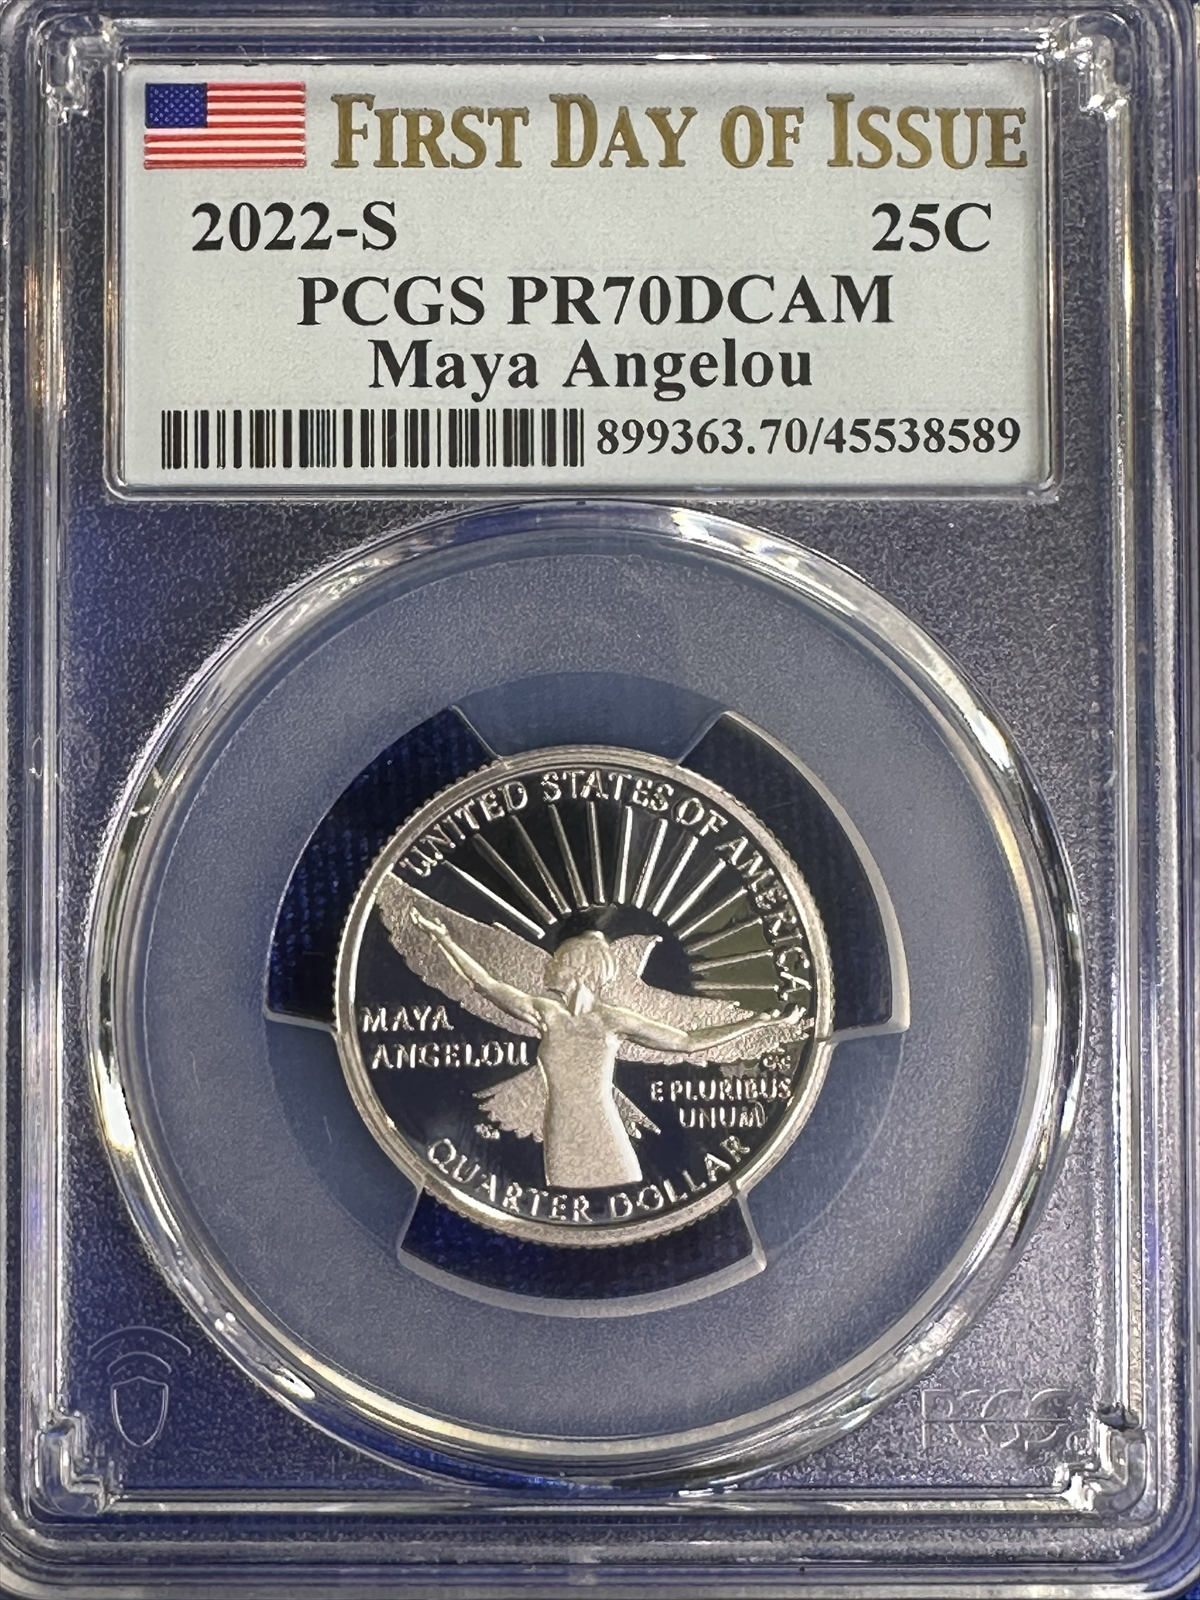 FIRST DAY OF ISSUE
2022-S 25C
PCGS PR70DCAM
Maya Angelou
899363.70/45538589
UNITED STATES OF AMERICA
MAYA
ANGELOU
E PLURIBUS
UNUM
QUARTER DOLLAR
PCGS